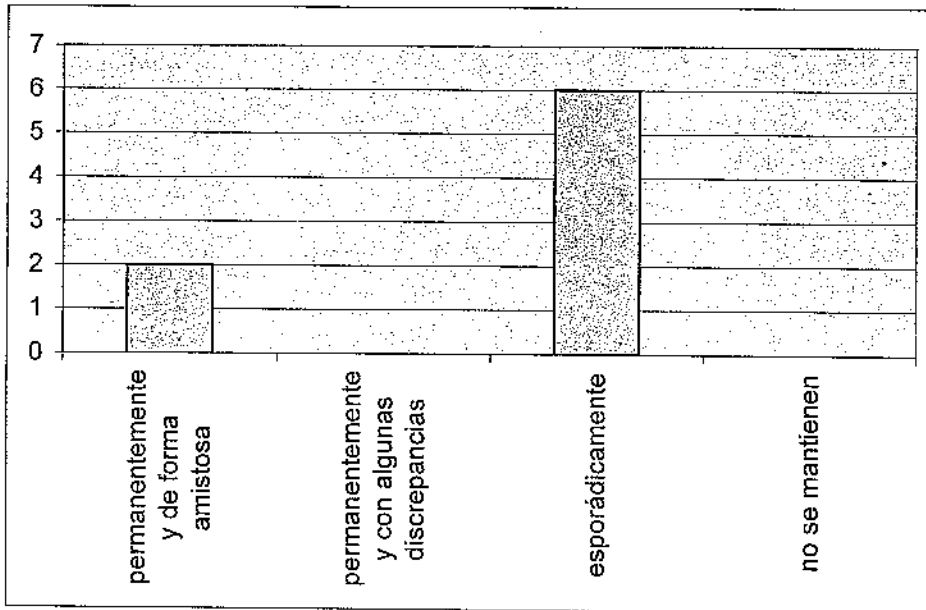 7
6
5
4
3
2
1
0
permanentemente
y de forma
amistosa
permanentemente
y con algunas
discrepancias
esporádicamente
no se mantienen